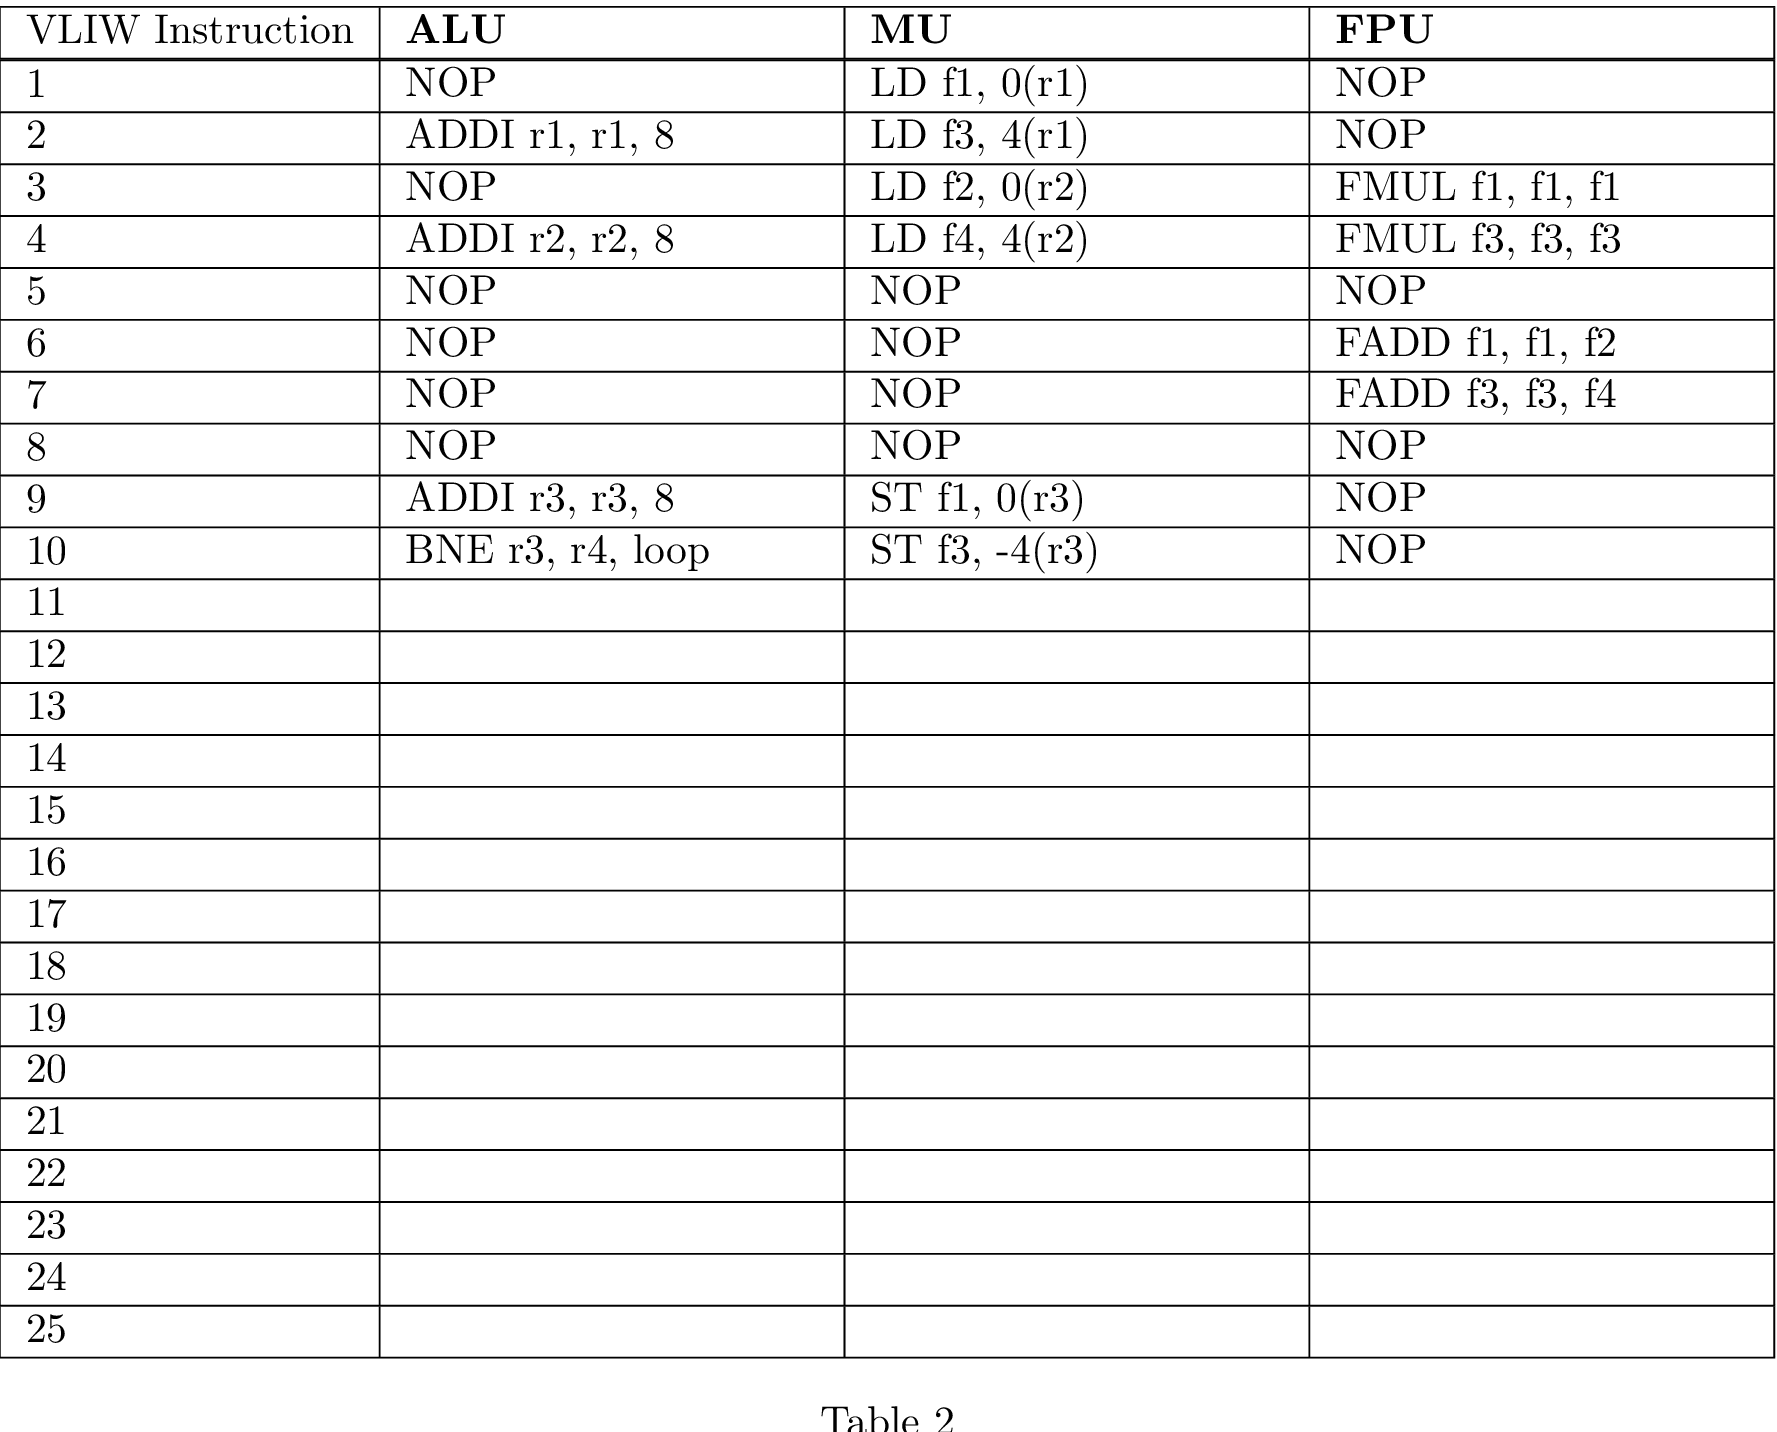 VLIW Instruction ALU MU FPU
1 NOP LD f1, 0(r1) NOP
2 ADDI r1, r1, 8 LD f3, 4(r1) NOP
3 NOP LD f2, 0(r2) FMUL f1, f1, f1
4 ADDI r2, r2, 8 LD f4, 4(r2) FMUL f3, f3, f3
5 NOP NOP NOP
6 NOP NOP FADD f1, f1, f2
7 NOP NOP FADD f3, f3, f4
8 NOP NOP NOP
9 ADDI r3, r3, 8 ST f1, 0(r3) NOP
10 BNE r3, r4, loop ST f3, -4(r3) NOP
11
12
13
14
15
16
17
18
19
20
21
22
23
24
25
Table 2